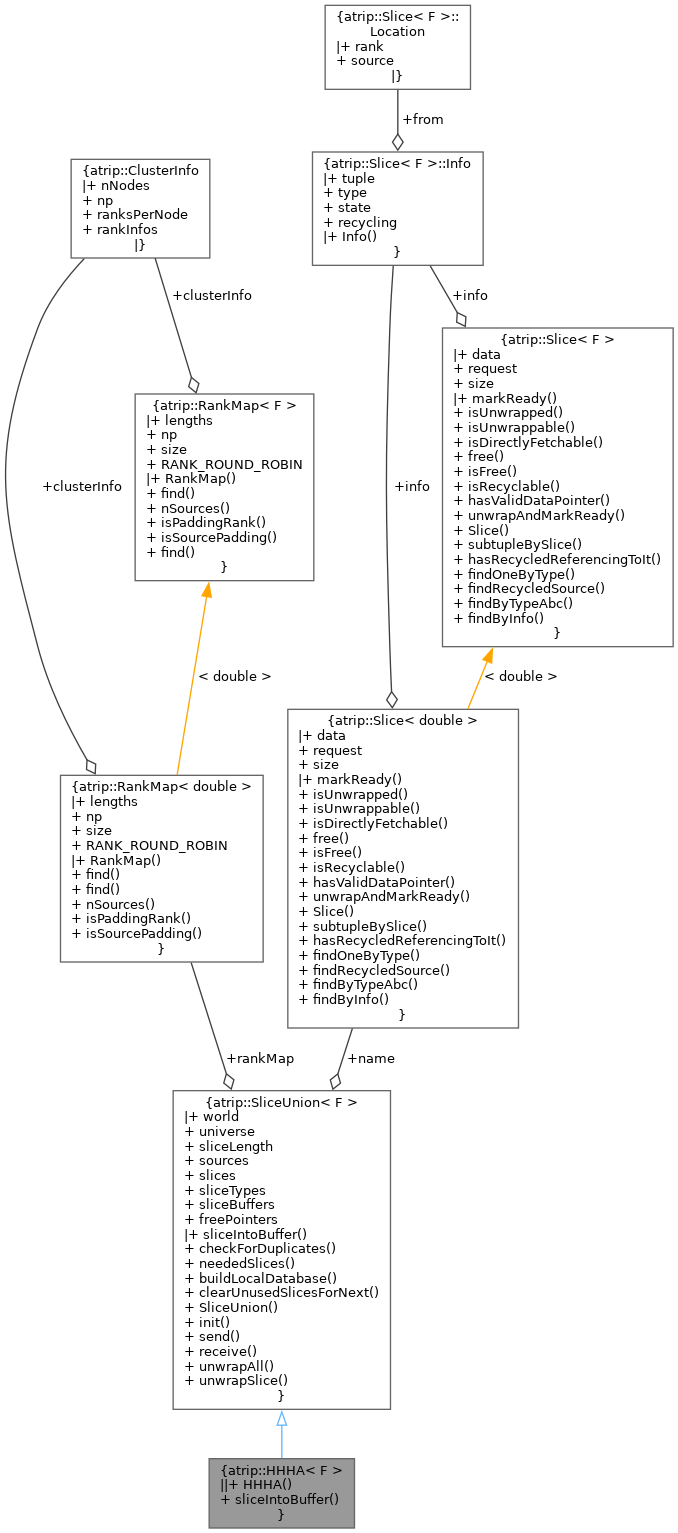 {atrip::Slice< F >::
Location
|+ rank
+ source
|}
+from
{atrip::ClusterInfo
|+ nNodes
+ np
+ ranksPerNode
+ rankInfos
|}
{atrip::Slice< F >::Info
|+ tuple
+ type
+ state
+ recycling
|+ Info()
}
+clusterInfo
+info
{atrip::Slice< F >
|+ data
+ request
+ size
|+ markReady()
+ isUnwrapped()
+ isUnwrappable()
+ isDirectlyFetchable()
+ free()
+ isFree()
+ isRecyclable()
+ hasValidDataPointer()
+ unwrapAndMarkReady()
+ Slice()
+ subtupleBySlice()
+ hasRecycledReferencingToIt()
+ findOneByType()
+ findRecycledSource()
+ findByTypeAbc()
+ findByInfo()
}
{atrip::RankMap< F >
|+ lengths
+ np
+ size
+ RANK_ROUND_ROBIN
|+ RankMap()
+ find()
+ nSources()
+ isPaddingRank()
+ isSourcePadding()
+ find()
}
+clusterInfo
+info
< double >
< double >
{atrip::Slice< double >
|+ data
+ request
+ size
|+ markReady()
+ isUnwrapped()
+ isUnwrappable()
+ isDirectlyFetchable()
+ free()
+ isFree()
+ isRecyclable()
+ hasValidDataPointer()
+ unwrapAndMarkReady()
+ Slice()
+ subtupleBySlice()
+ hasRecycledReferencingToIt()
+ findOneByType()
+ findRecycledSource()
+ findByTypeAbc()
+ findByInfo()
}
{atrip::RankMap< double >
|+ lengths
+ np
+ size
+ RANK_ROUND_ROBIN
|+ RankMap()
+ find()
+ find()
+ nSources()
+ isPaddingRank()
+ isSourcePadding()
}
+rankMap
+name
{atrip::SliceUnion< F >
|+ world
+ universe
+ sliceLength
+ sources
+ slices
+ sliceTypes
+ sliceBuffers
+ freePointers
|+ sliceIntoBuffer()
+ checkForDuplicates()
+ neededSlices()
+ buildLocalDatabase()
+ clearUnusedSlicesForNext()
+ SliceUnion()
+ init()
+ send()
+ receive()
+ unwrapAll()
+ unwrapSlice()
}
{atrip::HHHA< F >
||+ HHHA()
+ sliceIntoBuffer()
}